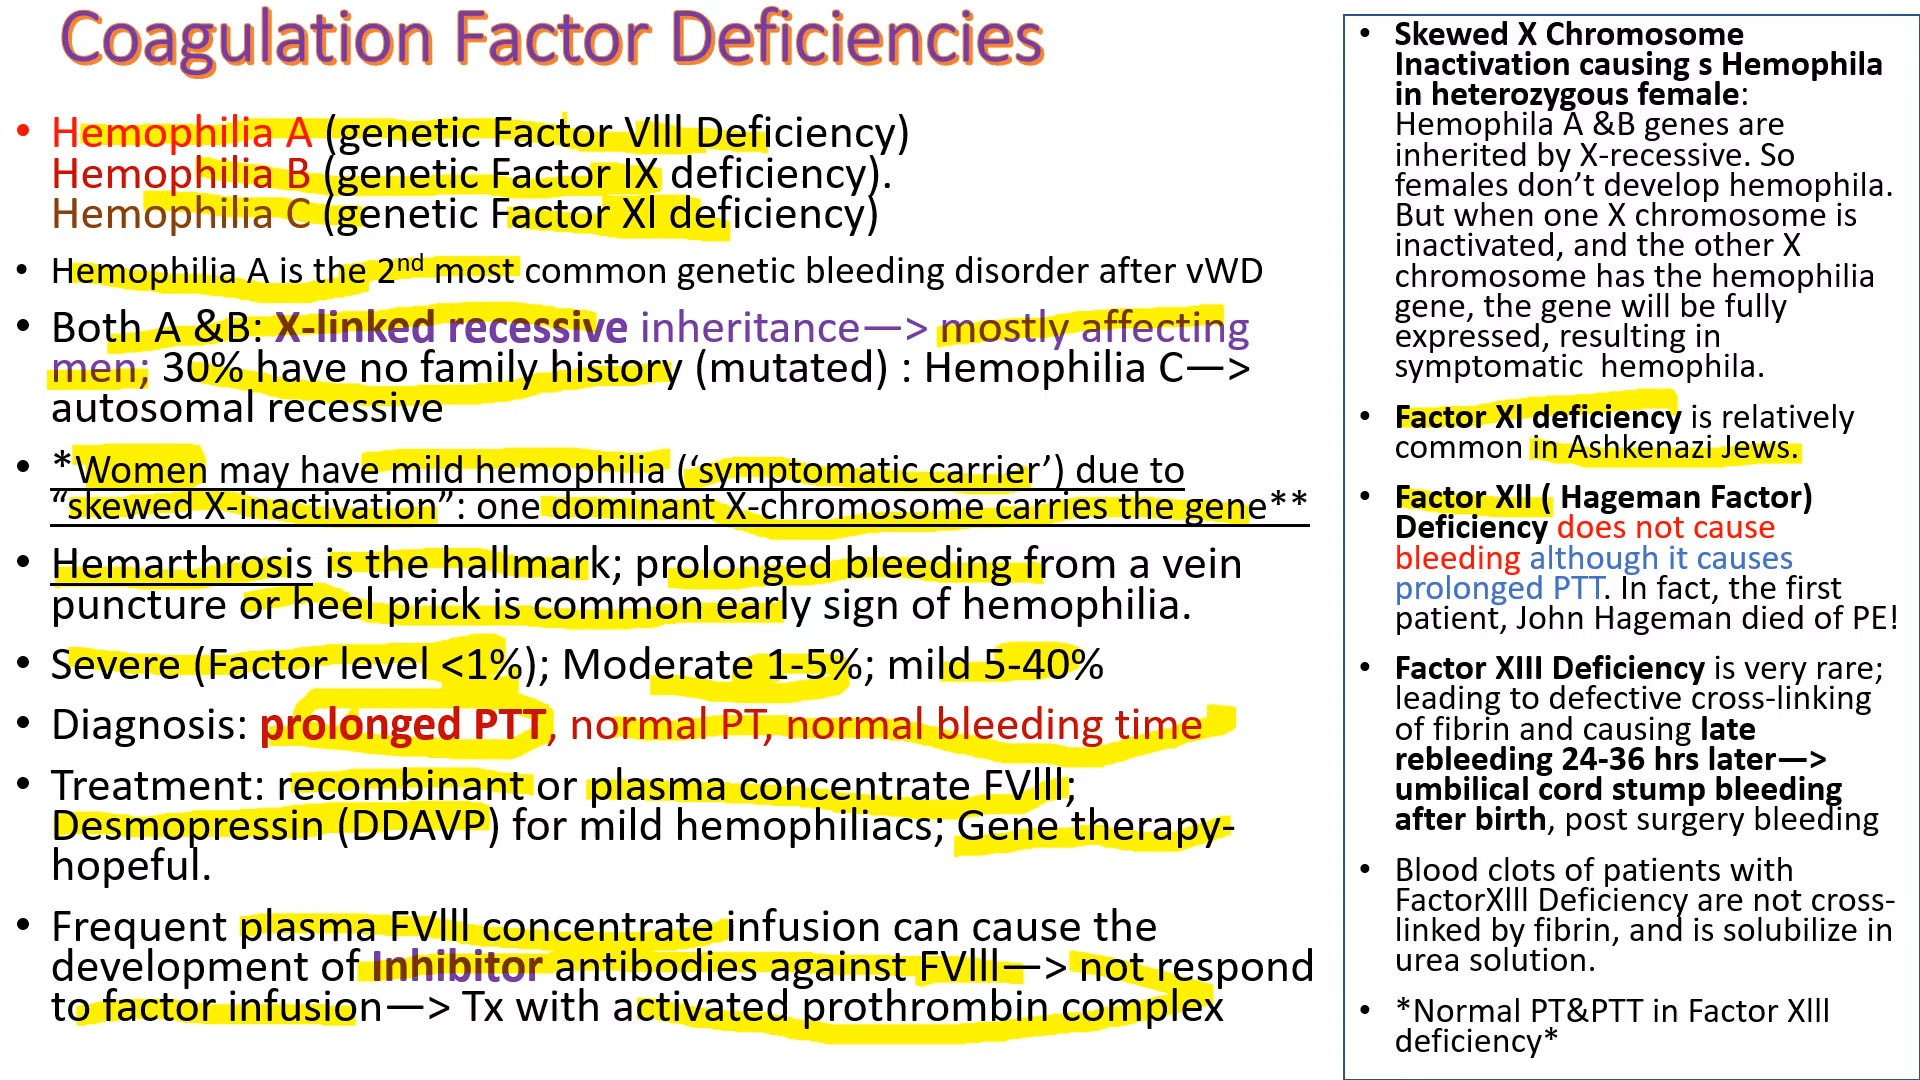 Coagulation Factor Deficiencies
• Hemophilia A (genetic Factor Vlll Deficiency)
Hemophilia B (genetic Factor IX deficiency).
Hemophilia C (genetic Factor Xl deficiency)
• Hemophilia A is the 2nd most common genetic bleeding disorder after vWD
• Both A &B: X-linked recessive inheritance—> mostly affecting
men; 30% have no family history (mutated) : Hemophilia C—>
autosomal recessive
• *Women may have mild hemophilia (‘symptomatic carrier’) due to
“skewed X-inactivation”: one dominant X-chromosome carries the gene**
• Hemarthrosis is the hallmark; prolonged bleeding from a vein
puncture or heel prick is common early sign of hemophilia.
• Severe (Factor level <1%); Moderate 1-5%; mild 5-40%
• Diagnosis: prolonged PTT, normal PT, normal bleeding time
• Treatment: recombinant or plasma concentrate FVlll;
Desmopressin (DDAVP) for mild hemophiliacs; Gene therapy-
hopeful.
• Frequent plasma FVlll concentrate infusion can cause the
development of Inhibitor antibodies against FVlll—> not respond
to factor infusion—> Tx with activated prothrombin complex
• Skewed X Chromosome
Inactivation causing s Hemophila
in heterozygous female:
Hemophila A &B genes are
inherited by X-recessive. So
females don’t develop hemophila.
But when one X chromosome is
inactivated, and the other X
chromosome has the hemophilia
gene, the gene will be fully
expressed, resulting in
symptomatic hemophila.
• Factor Xl deficiency is relatively
common in Ashkenazi Jews.
• Factor Xll ( Hageman Factor)
Deficiency does not cause
bleeding although it causes
prolonged PTT. In fact, the first
patient, John Hageman died of PE!
• Factor XIII Deficiency is very rare;
leading to defective cross-linking
of fibrin and causing late
rebleeding 24-36 hrs later—>
umbilical cord stump bleeding
after birth, post surgery bleeding
• Blood clots of patients with
FactorXlll Deficiency are not cross-
linked by fibrin, and is solubilize in
urea solution.
• *Normal PT&PTT in Factor Xlll
deficiency*